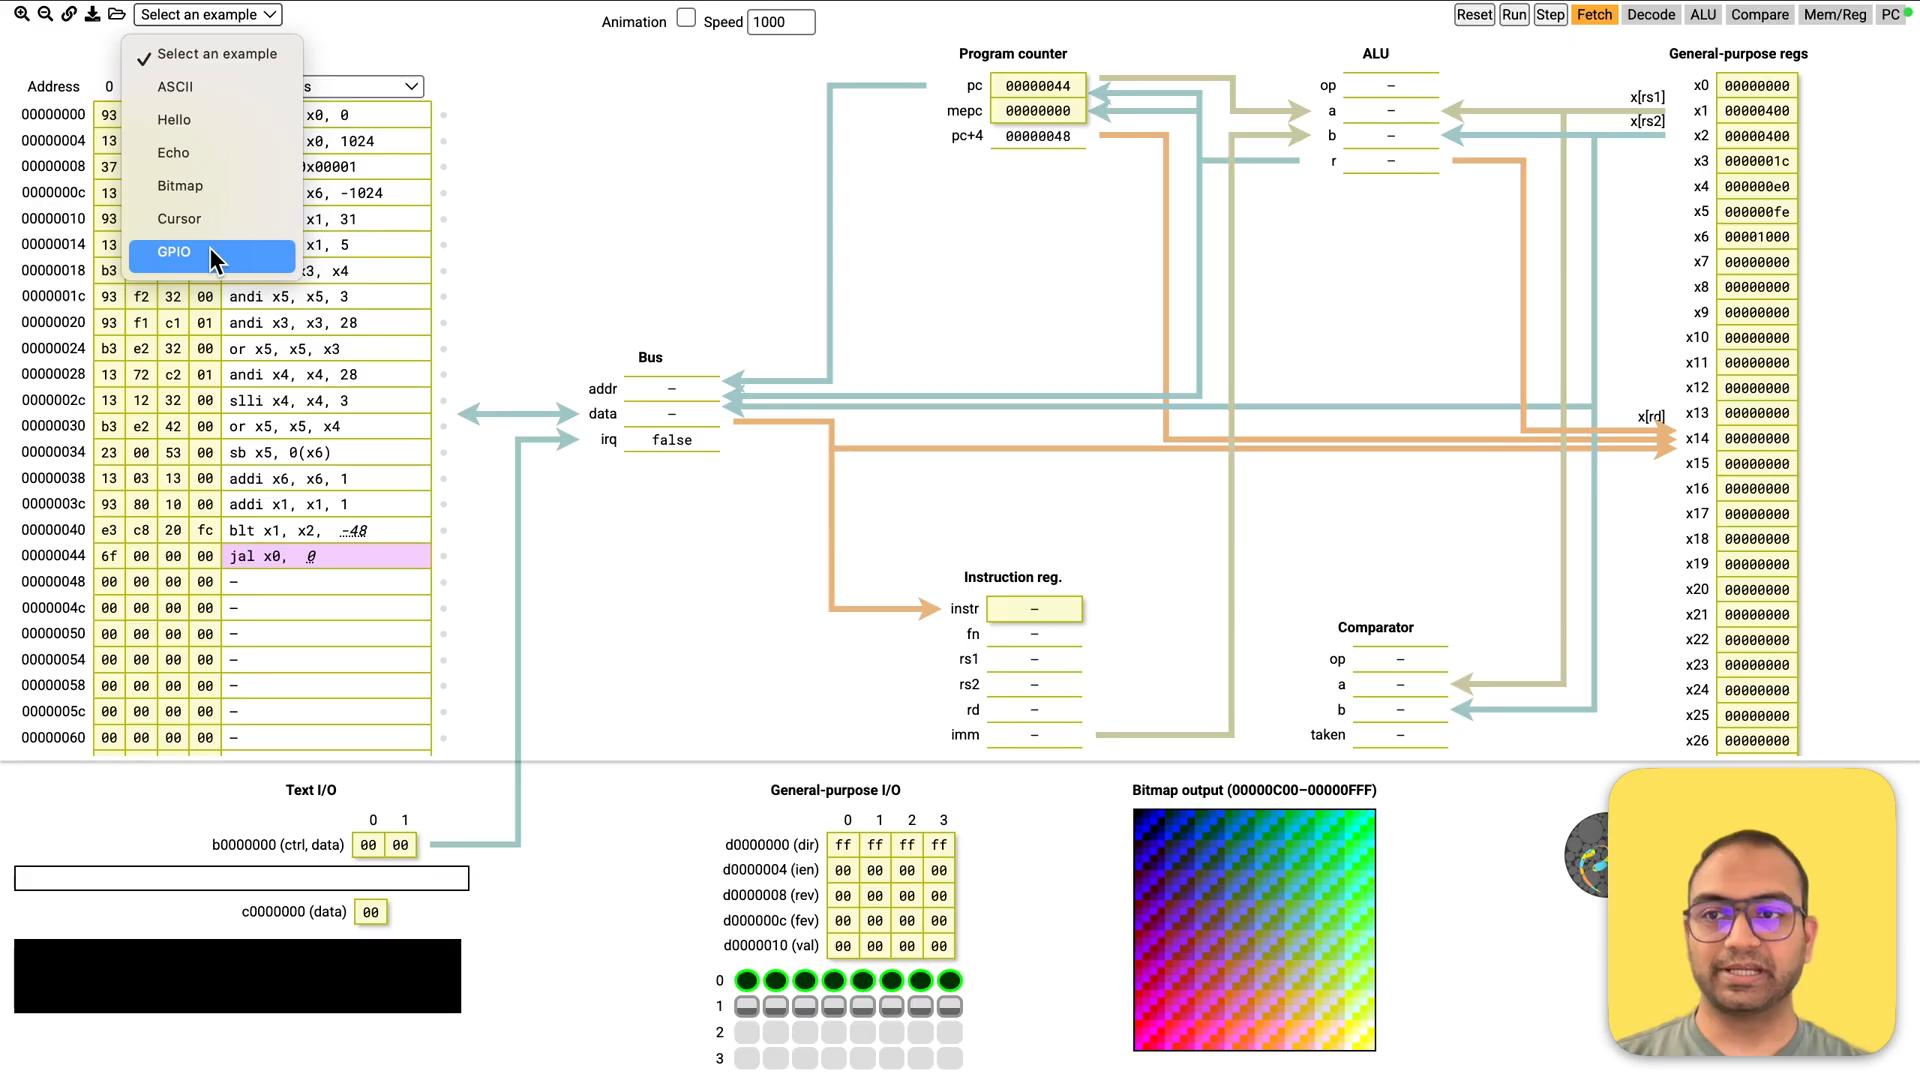 Select an example
Animation
Speed 1000
Reset Run Step Fetch Decode ALU Compare Mem/Reg PC
Select an example
ASCII
Hello
Echo
Bitmap
Cursor
GPIO
Address 0 s
00000000 93 x0, 0
00000004 13 x0, 1024
00000008 37 0x00001
0000000c 13 x6, -1024
00000010 93 x1, 31
00000014 13 x1, 5
00000018 b3 x3, x4
0000001c 93 f2 32 00 andi x5, x5, 3
00000020 93 f1 c1 01 andi x3, x3, 28
00000024 b3 e2 32 00 or x5, x5, x3
00000028 13 72 c2 01 andi x4, x4, 28
0000002c 13 12 32 00 slli x4, x4, 3
00000030 b3 e2 42 00 or x5, x5, x4
00000034 23 00 53 00 sb x5, 0(x6)
00000038 13 03 13 00 addi x6, x6, 1
0000003c 93 80 10 00 addi x1, x1, 1
00000040 e3 c8 20 fc blt x1, x2, -48
00000044 6f 00 00 00 jal x0, 0
00000048 00 00 00 00 –
0000004c 00 00 00 00 –
00000050 00 00 00 00 –
00000054 00 00 00 00 –
00000058 00 00 00 00 –
0000005c 00 00 00 00 –
00000060 00 00 00 00 –
Bus
addr –
data –
irq false
Program counter
pc 00000044
mepc 00000000
pc+4 00000048
Instruction reg.
instr –
fn –
rs1 –
rs2 –
rd –
imm –
ALU
op –
a –
b –
r –
Comparator
op –
a –
b –
taken –
x[rs1]
x[rs2]
x[rd]
General-purpose regs
x0 00000000
x1 00000400
x2 00000400
x3 0000001c
x4 000000e0
x5 000000fe
x6 00001000
x7 00000000
x8 00000000
x9 00000000
x10 00000000
x11 00000000
x12 00000000
x13 00000000
x14 00000000
x15 00000000
x16 00000000
x17 00000000
x18 00000000
x19 00000000
x20 00000000
x21 00000000
x22 00000000
x23 00000000
x24 00000000
x25 00000000
x26 00000000
Text I/O
0 1
b0000000 (ctrl, data) 00 00
c0000000 (data) 00
General-purpose I/O
0 1 2 3
d0000000 (dir) ff ff ff ff
d0000004 (ien) 00 00 00 00
d0000008 (rev) 00 00 00 00
d000000c (fev) 00 00 00 00
d0000010 (val) 00 00 00 00
0
1
2
3
Bitmap output (00000C00–00000FFF)